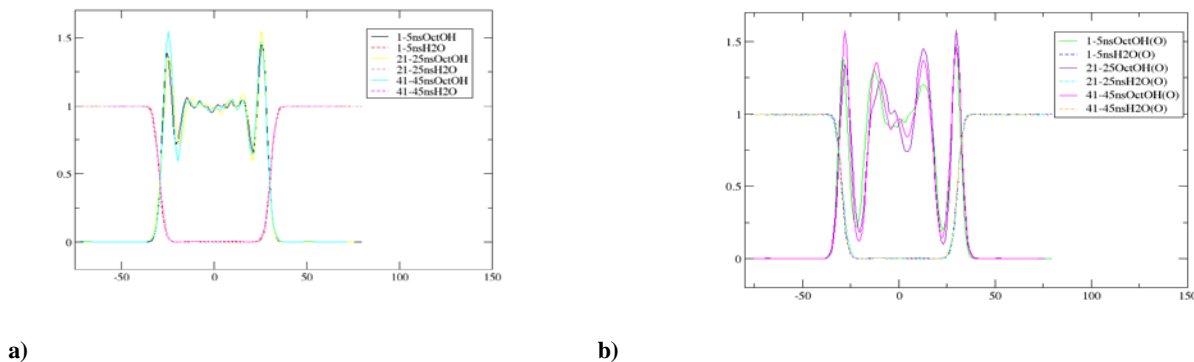 1.5
1
0.5
0
-50
0
50
100
150
1-5nsOctOH
1-5nsH2O
21-25nsOctOH
21-25nsH2O
41-45nsOctOH
41-45nsH2O
a)
1.5
1
0.5
0
-50
0
50
100
150
1-5nsOctOH(O)
1-5nsH2O(O)
21-25OctOH(O)
21-25nsH2O(O)
41-45nsOctOH(O)
41-45nsH2O(O)
b)